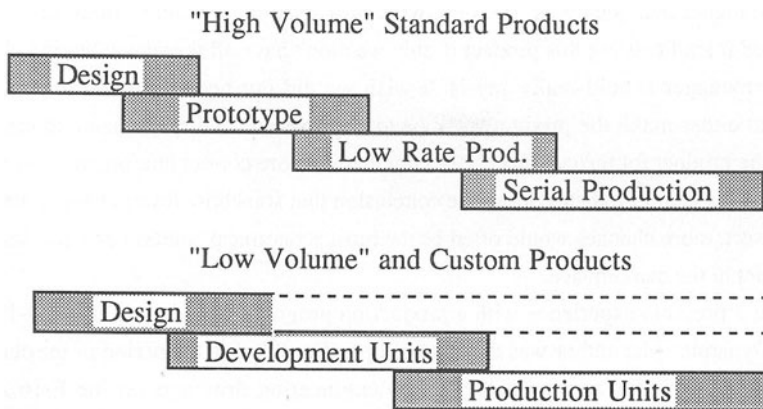 "High Volume" Standard Products
Design
Prototype
Low Rate Prod.
Serial Production
"Low Volume" and Custom Products
Design
Development Units
Production Units